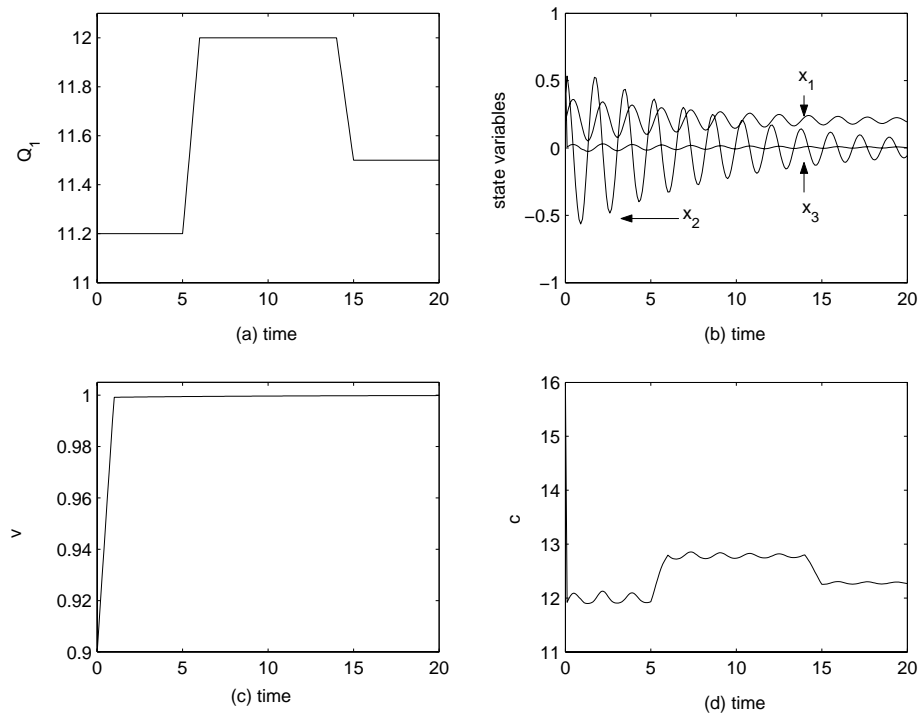 12
11.8
11.6
11.4
11.2
11
Q1
0 5 10 15 20
(a) time
1
0.5
0
−0.5
−1
state variables
x1
x2
x3
0 5 10 15 20
(b) time
1
0.98
0.96
0.94
0.92
0.9
v
0 5 10 15 20
(c) time
16
15
14
13
12
11
c
0 5 10 15 20
(d) time